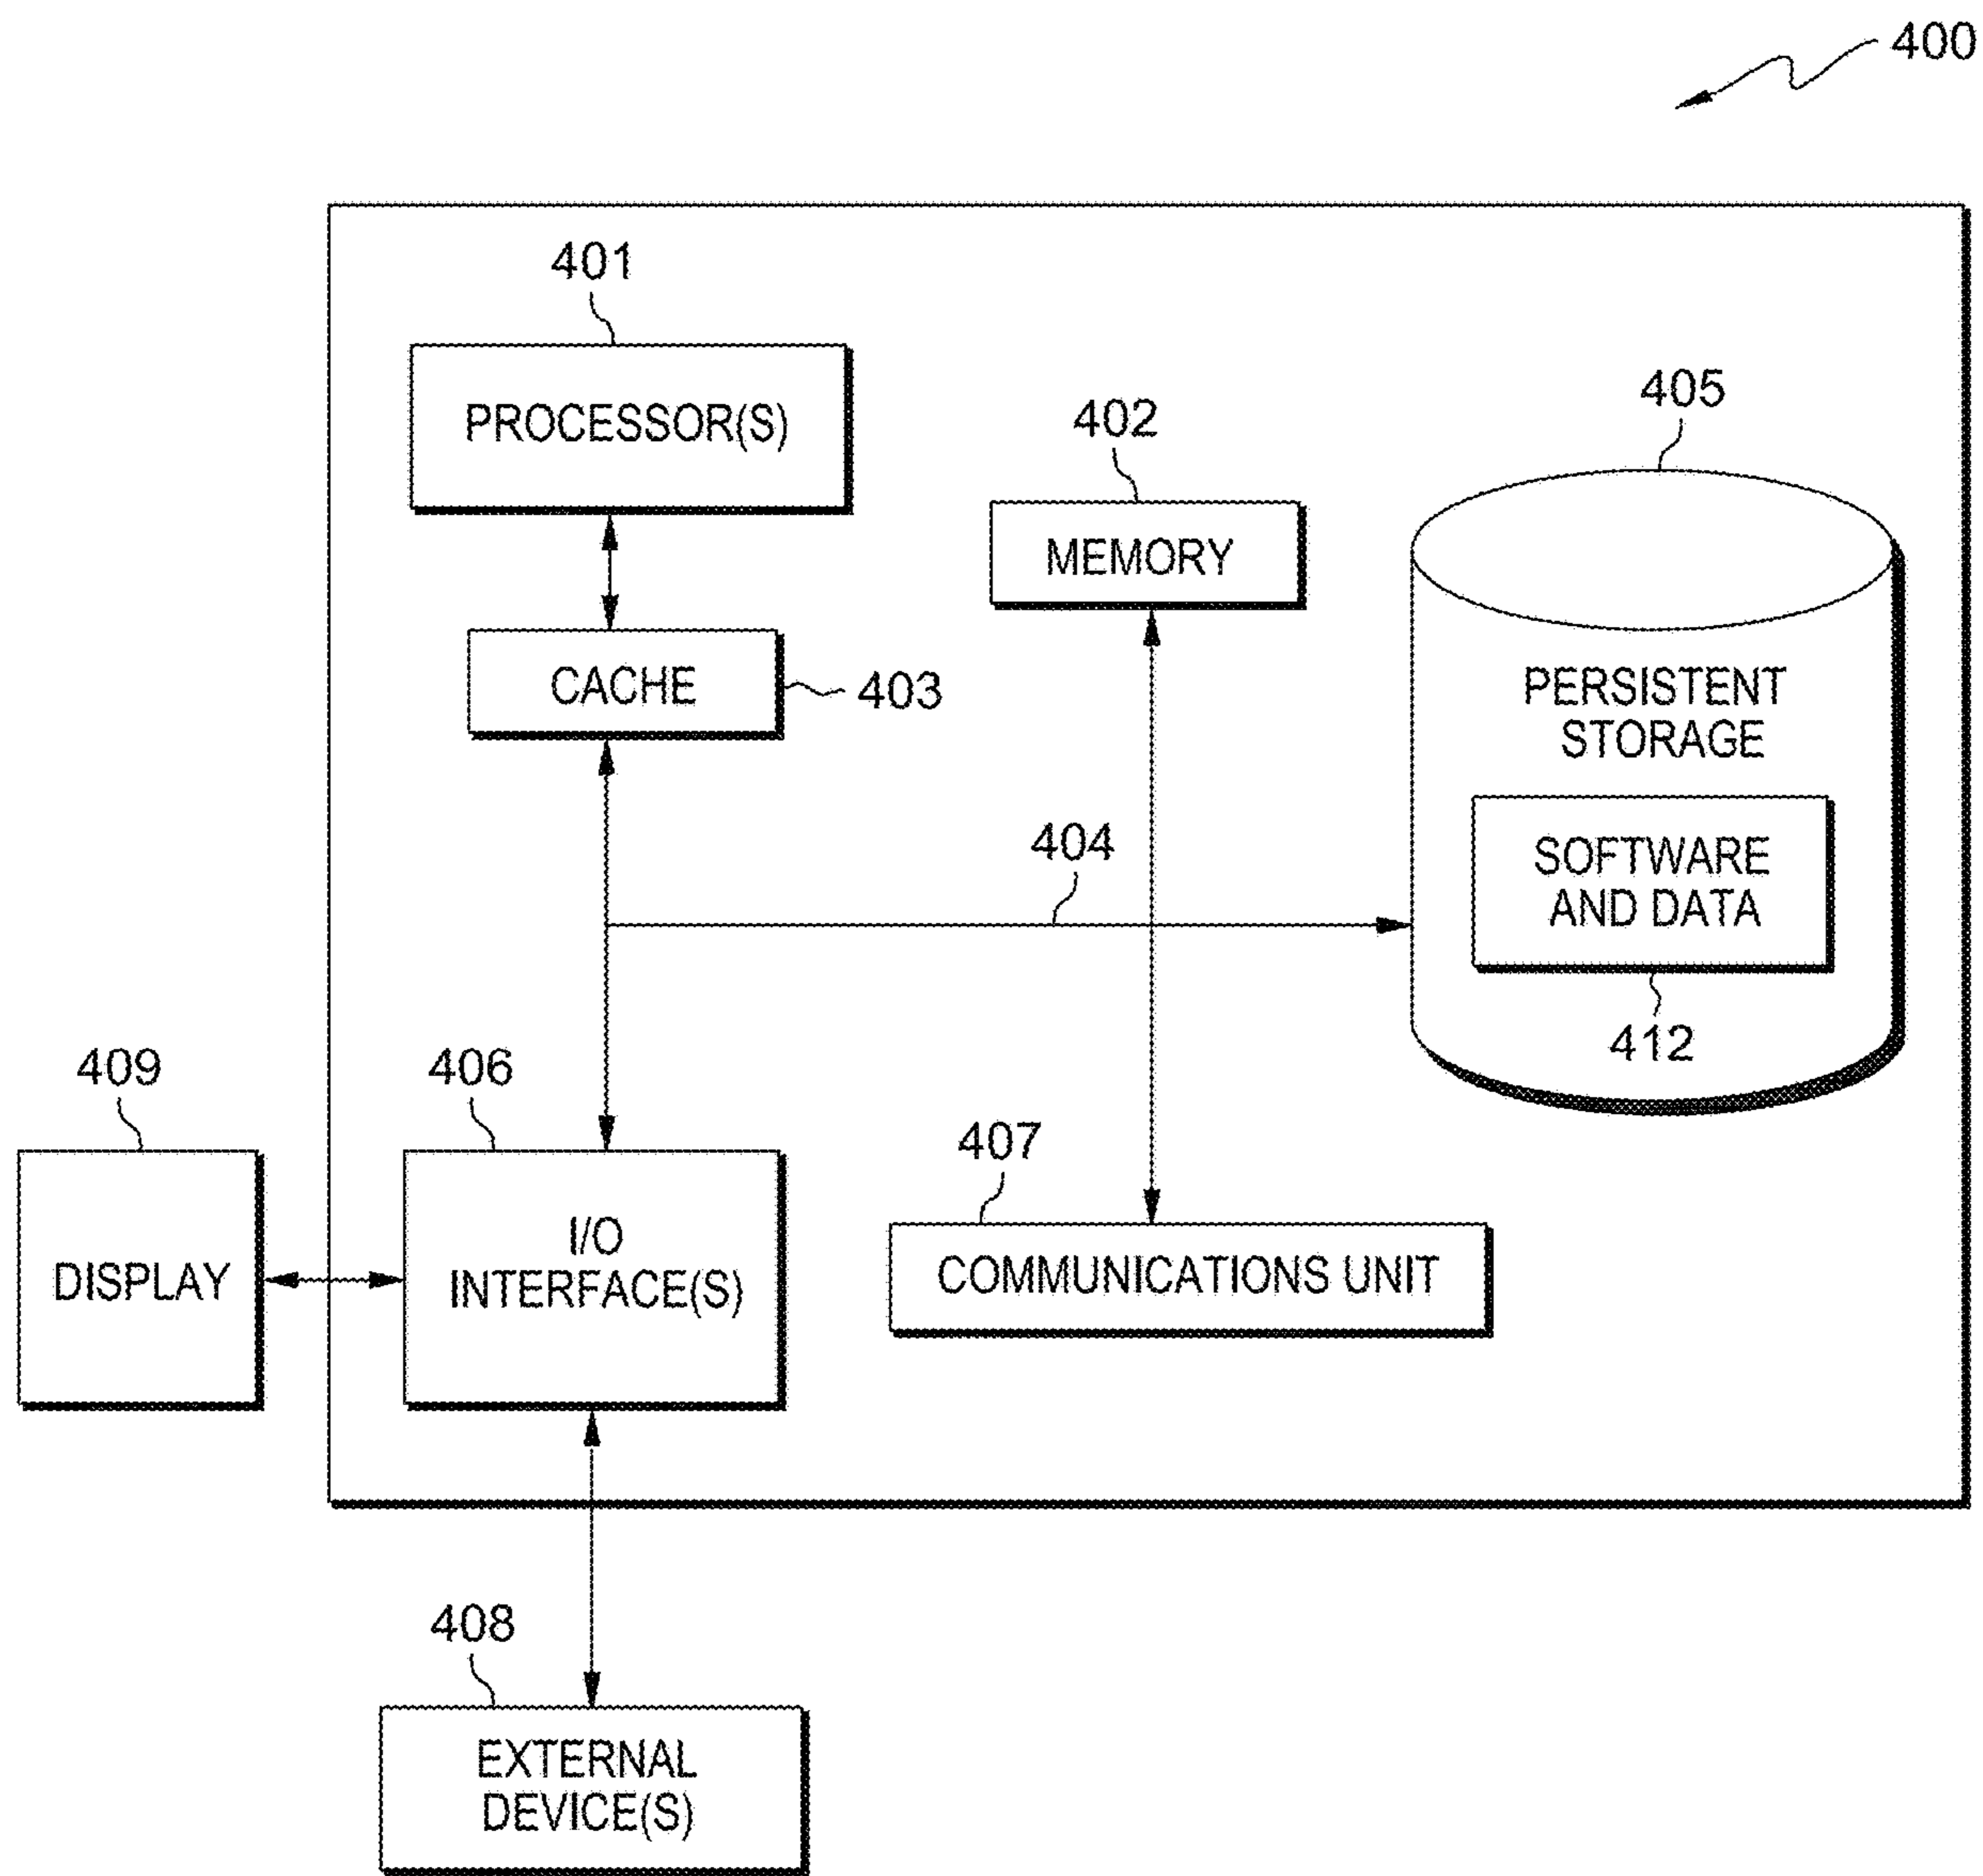 400
401
PROCESSOR(S)
402
MEMORY
405
CACHE
403
PERSISTENT
STORAGE
404
SOFTWARE
AND DATA
412
409
406
407
DISPLAY
I/O
INTERFACE(S)
COMMUNICATIONS UNIT
408
EXTERNAL
DEVICE(S)